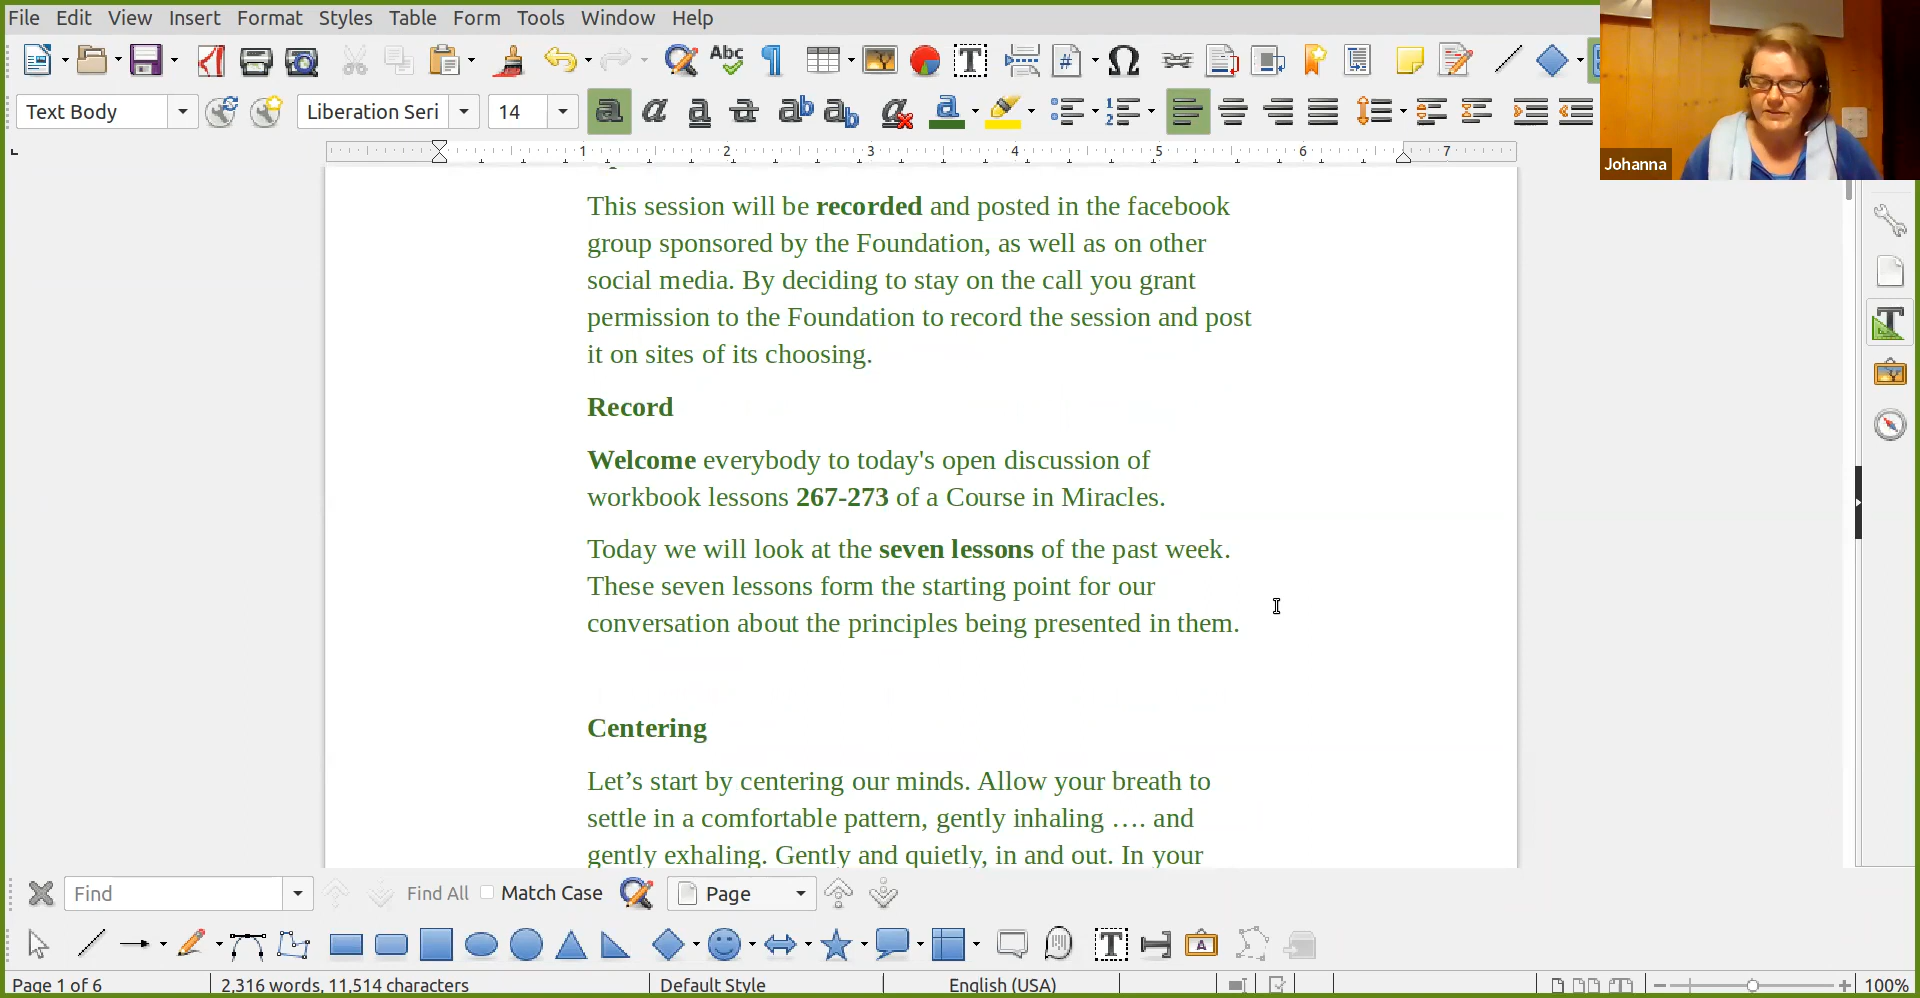 File Edit View Insert Format Styles Table Form Tools Window Help
Abc
Text Body Liberation Seri 14
Johanna
1 2 3 4 5 6 7
This session will be recorded and posted in the facebook
group sponsored by the Foundation, as well as on other
social media. By deciding to stay on the call you grant
permission to the Foundation to record the session and post
it on sites of its choosing.
Record
Welcome everybody to today's open discussion of
workbook lessons 267-273 of a Course in Miracles.
Today we will look at the seven lessons of the past week.
These seven lessons form the starting point for our
conversation about the principles being presented in them.
Centering
Let’s start by centering our minds. Allow your breath to
settle in a comfortable pattern, gently inhaling …. and
gently exhaling. Gently and quietly, in and out. In your
Find Find All Match Case Page
Page 1 of 6 2,316 words, 11,514 characters Default Style English (USA) 100%